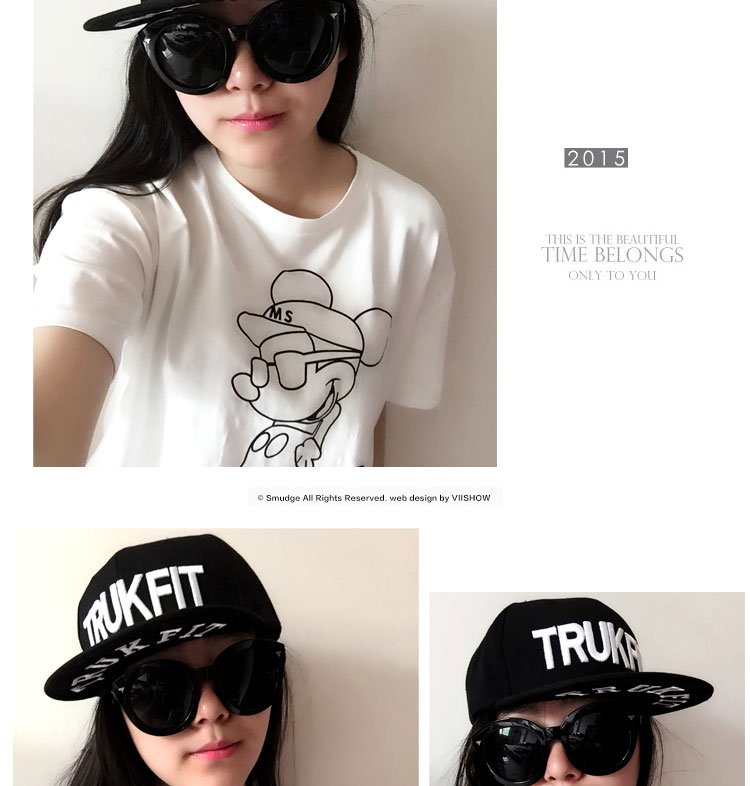 2015
THIS IS THE BEAUTIFUL
TIME BELONGS
ONLY TO YOU
MS
© Smudge All Rights Reserved. web design by VIISHOW
TRUKFIT
TRUKFIT
TRUKF